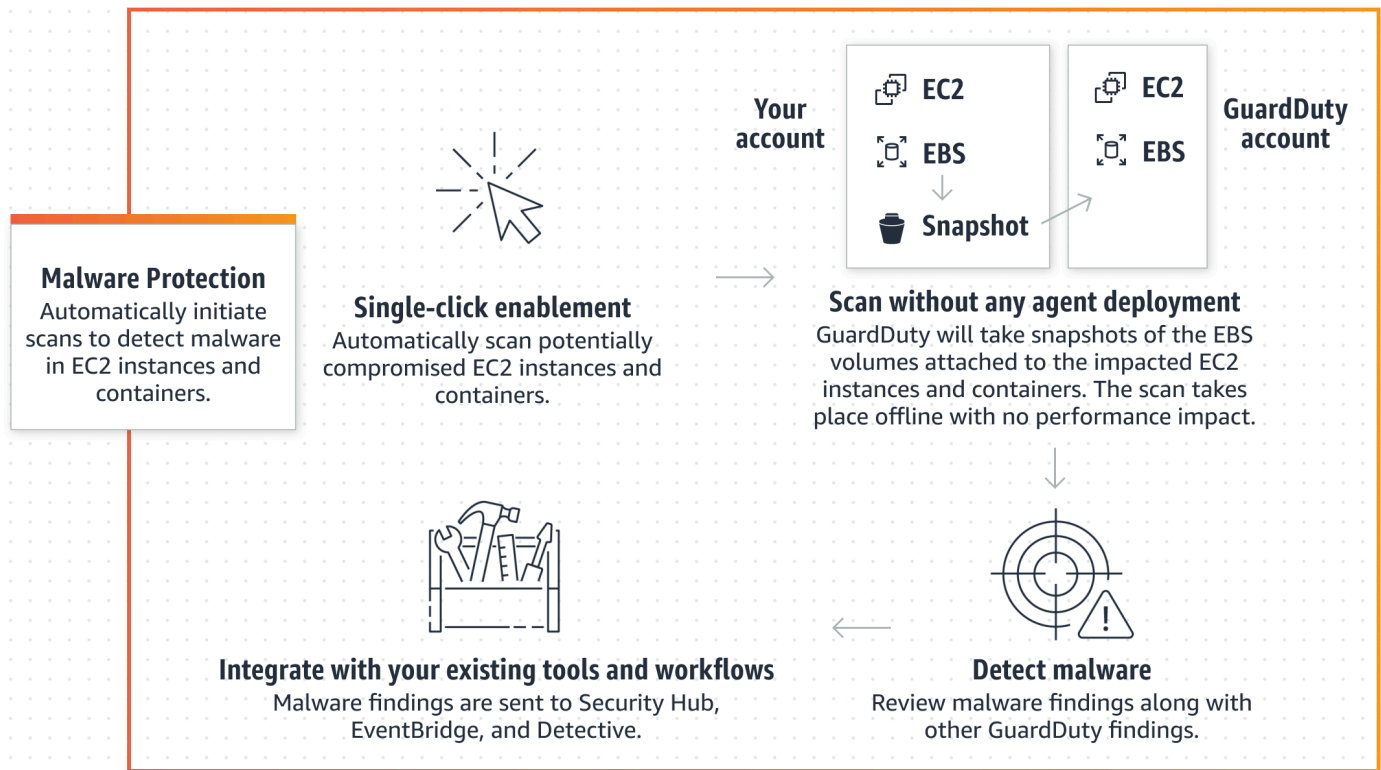 Malware Protection
Automatically initiate
scans to detect malware
in EC2 instances and
containers.
Single-click enablement
Automatically scan potentially
compromised EC2 instances and
containers.
Your
account
EC2
EBS
Snapshot
EC2
EBS
GuardDuty
account
Scan without any agent deployment
GuardDuty will take snapshots of the EBS
volumes attached to the impacted EC2
instances and containers. The scan takes
place offline with no performance impact.
Detect malware
Review malware findings along with
other GuardDuty findings.
Integrate with your existing tools and workflows
Malware findings are sent to Security Hub,
EventBridge, and Detective.